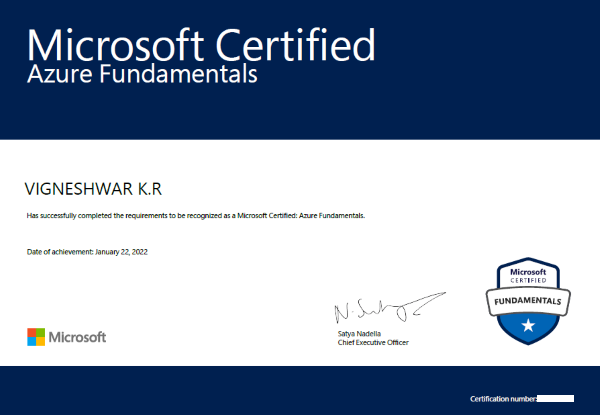 Microsoft Certified
Azure Fundamentals
VIGNESHWAR K.R
Has successfully completed the requirements to be recognized as a Microsoft Certified: Azure Fundamentals.
Date of achievement: January 22, 2022
Microsoft
CERTIFIED
FUNDAMENTALS
Satya Nadella
Chief Executive Officer
Microsoft
Certification number: